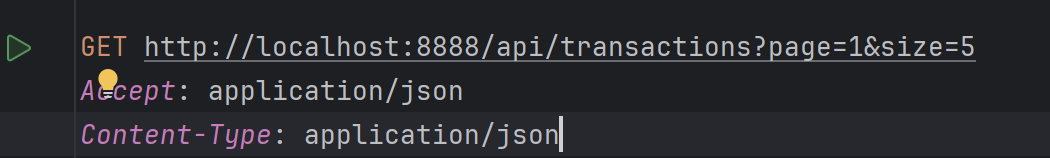 GET http://localhost:8888/api/transactions?page=1&size=5
Accept: application/json
Content-Type: application/json